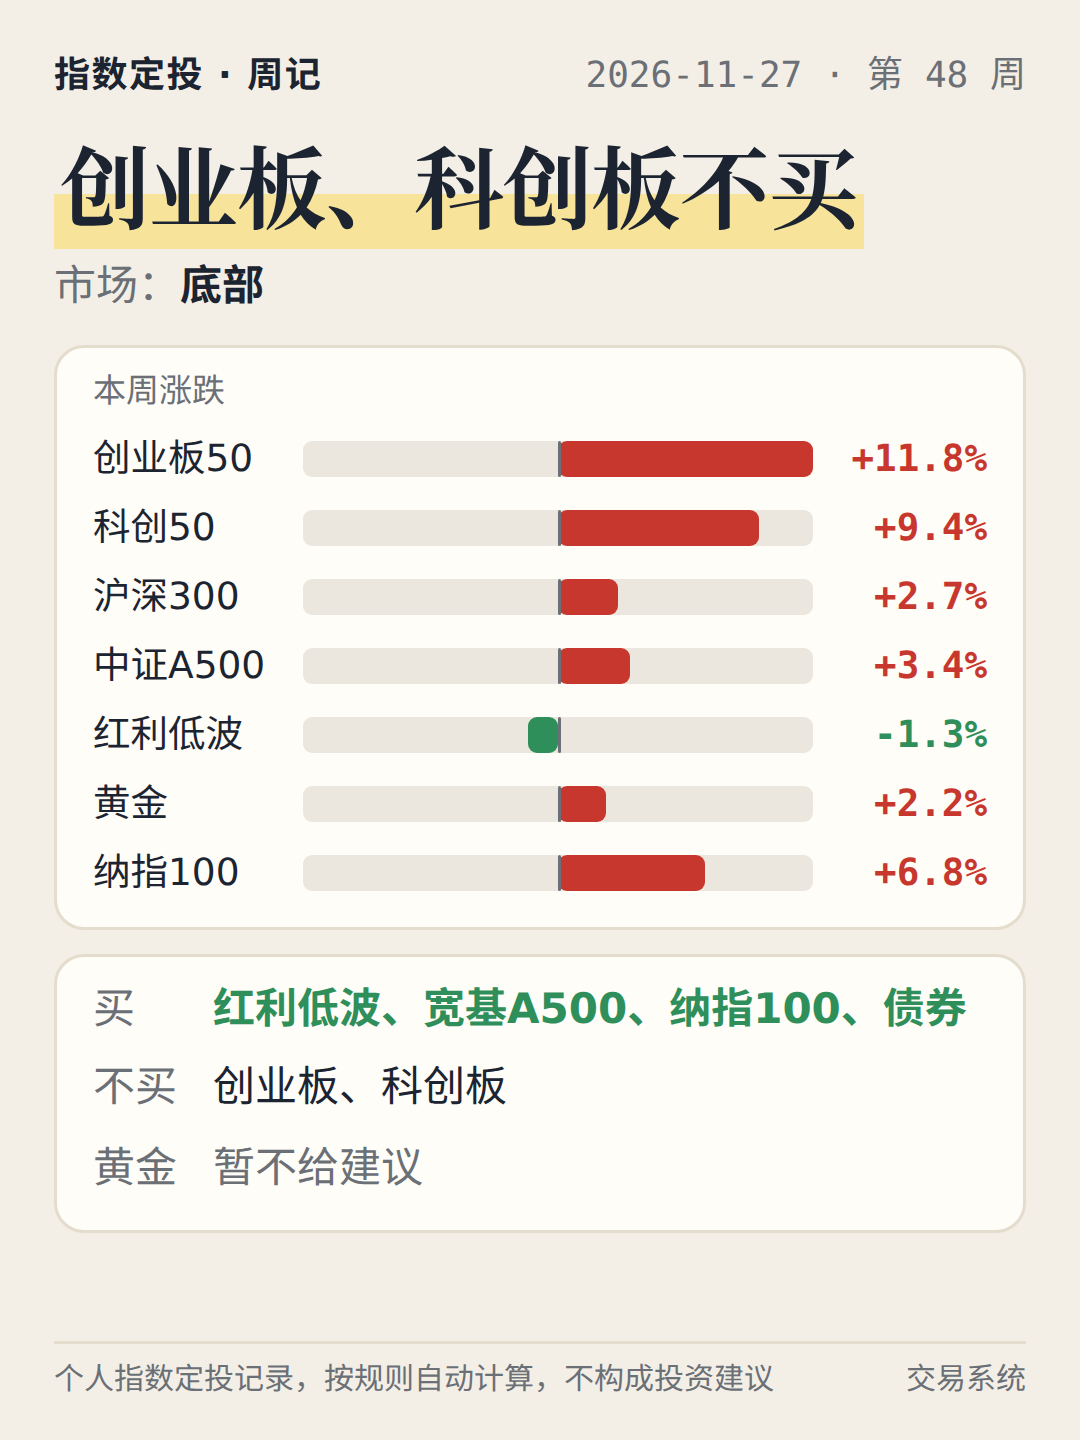 指数定投 · 周记
2026-11-27 · 第 48 周
创业板、科创板不买
市场：底部
本周涨跌
创业板50 +11.8%
科创50 +9.4%
沪深300 +2.7%
中证A500 +3.4%
红利低波 -1.3%
黄金 +2.2%
纳指100 +6.8%
买 红利低波、宽基A500、纳指100、债券
不买 创业板、科创板
黄金 暂不给建议
个人指数定投记录，按规则自动计算，不构成投资建议
交易系统